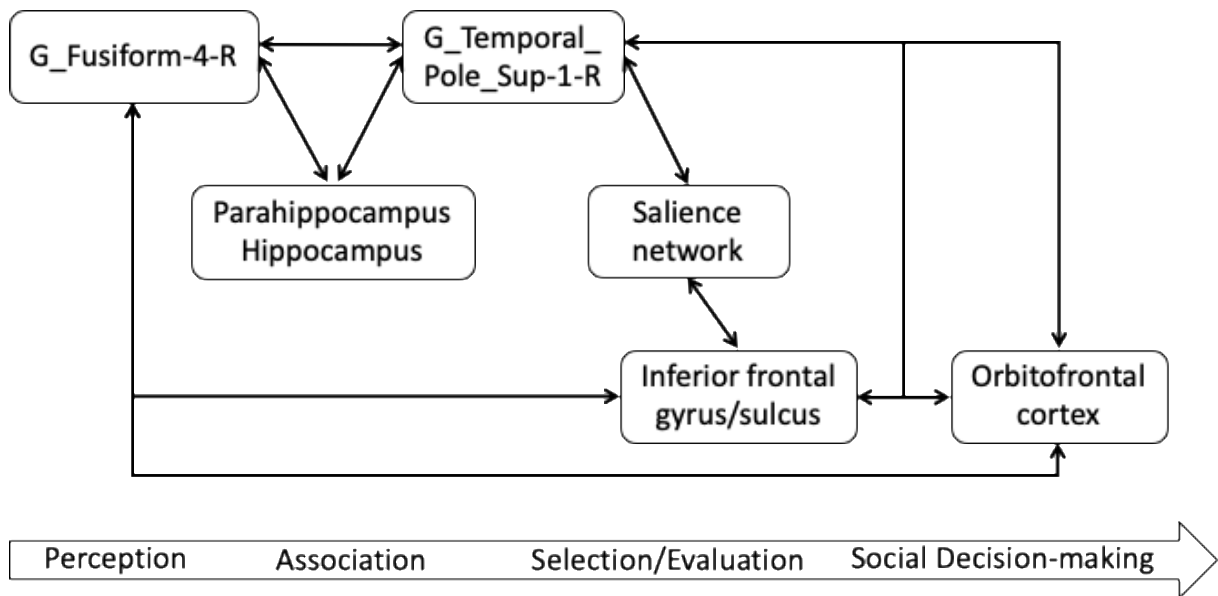 G_Fusiform-4-R
G_Temporal_
Pole_Sup-1-R
Parahippocampus
Hippocampus
Salience
network
Inferior frontal
gyrus/sulcus
Orbitofrontal
cortex
Perception
Association
Selection/Evaluation
Social Decision-making